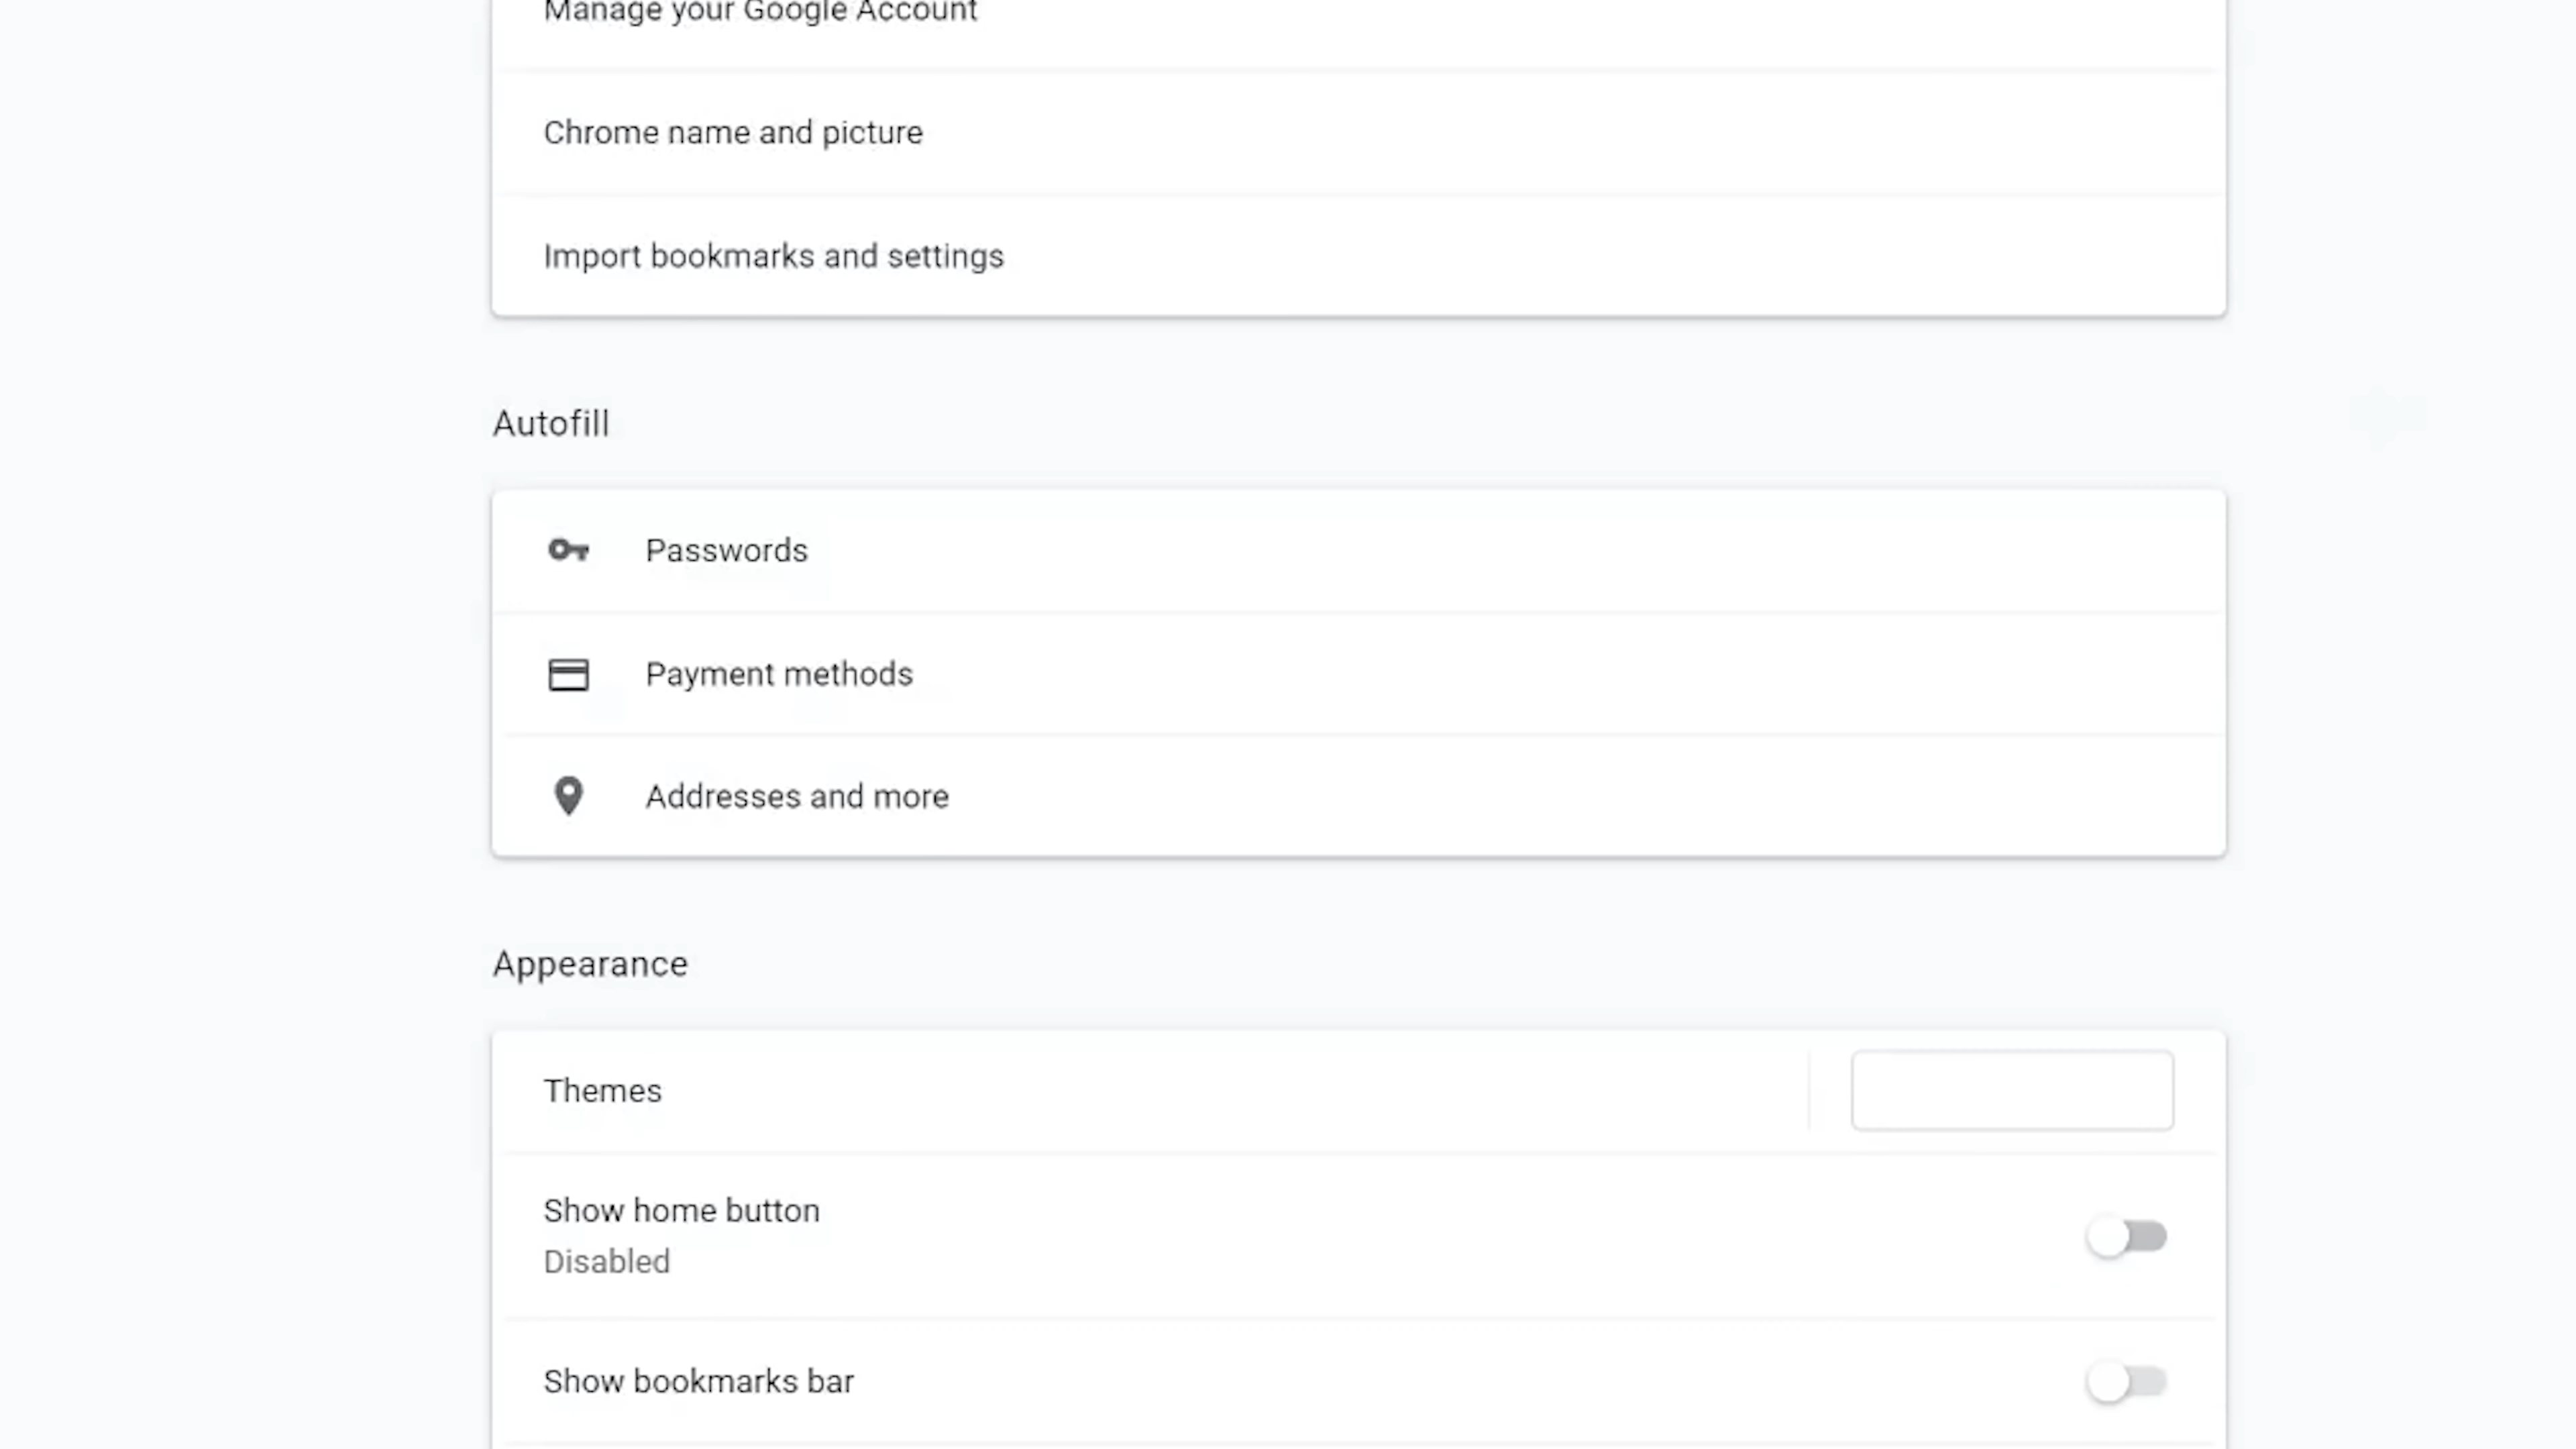 Manage your Google Account
Chrome name and picture
Import bookmarks and settings
Autofill
Passwords
Payment methods
Addresses and more
Appearance
Themes
Show home button
Disabled
Show bookmarks bar